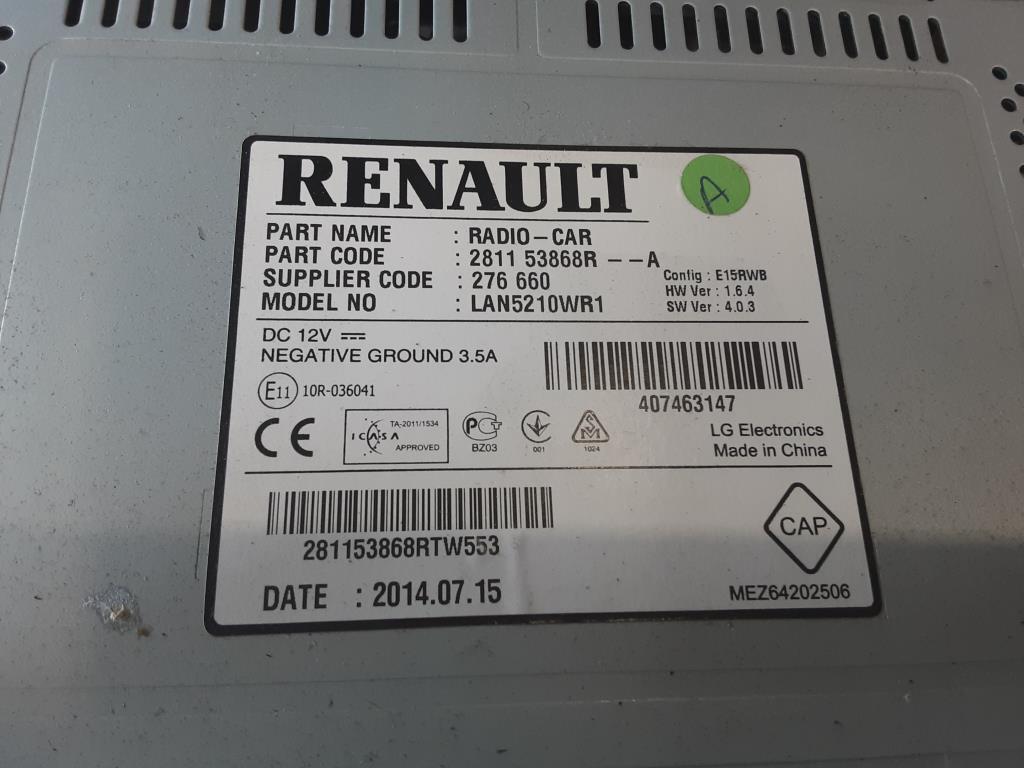 RENAULT
A
PART NAME : RADIO-CAR
PART CODE : 2811 53868R --A
SUPPLIER CODE : 276 660
MODEL NO : LAN5210WR1
Config : E15RWB
HW Ver : 1.6.4
SW Ver : 4.0.3
DC 12V
NEGATIVE GROUND 3.5A
E11 10R-036041
407463147
CE
TA-2011/1534
ICASA
APPROVED
BZ03
001
SM
1024
LG Electronics
Made in China
281153868RTW553
CAP
DATE : 2014.07.15
MEZ64202506